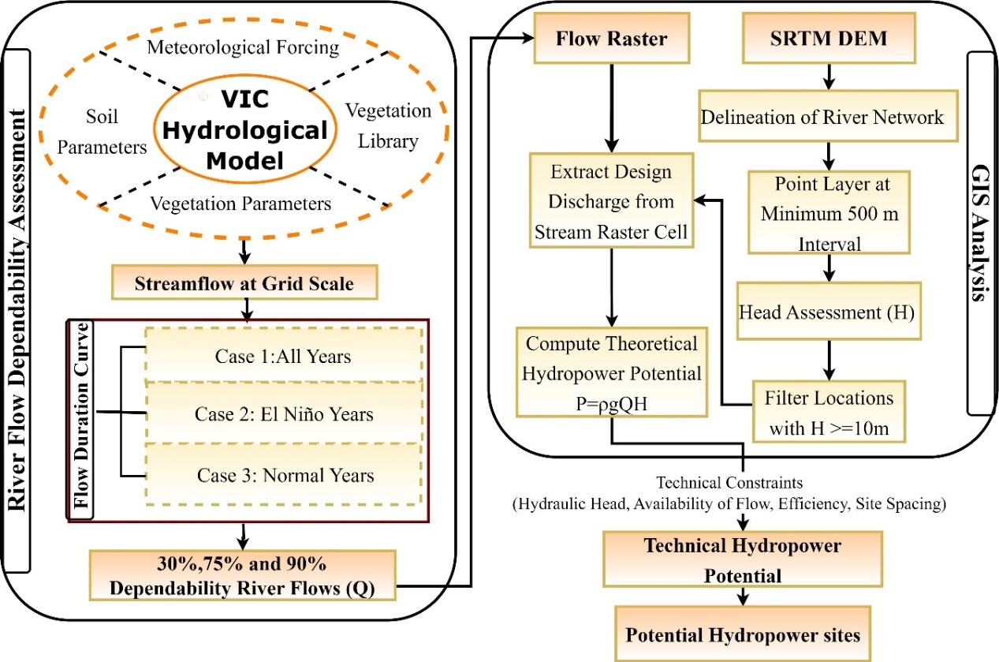 River Flow Dependability Assessment
Meteorological Forcing
Soil
Parameters
VIC
Hydrological
Model
Vegetation
Library
Vegetation Parameters
Streamflow at Grid Scale
Flow Duration Curve
Case 1:All Years
Case 2: El Niño Years
Case 3: Normal Years
30%,75% and 90%
Dependability River Flows (Q)
GIS Analysis
Flow Raster
Extract Design
Discharge from
Stream Raster Cell
Compute Theoretical
Hydropower Potential
P=ρgQH
SRTM DEM
Delineation of River Network
Point Layer at
Minimum 500 m
Interval
Head Assessment (H)
Filter Locations
with H >=10m
Technical Constraints
(Hydraulic Head, Availability of Flow, Efficiency, Site Spacing)
Technical Hydropower
Potential
Potential Hydropower sites